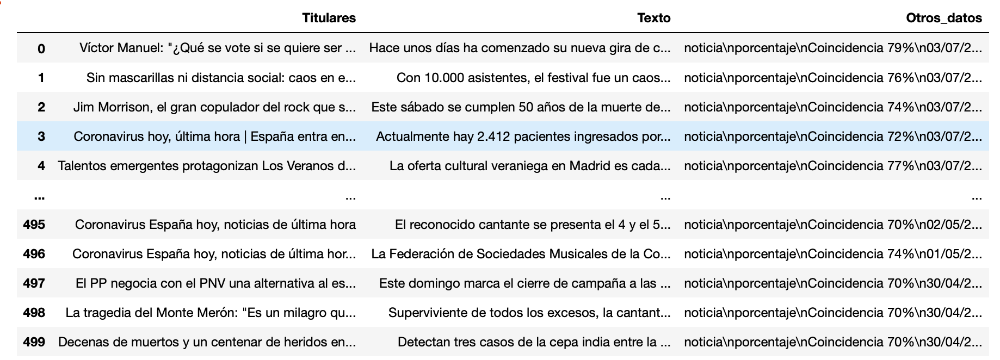 Titulares Texto Otros_datos
0 Víctor Manuel: "¿Qué se vote si se quiere ser ... Hace unos días ha comenzado su nueva gira de c... noticia\nporcentaje\nCoincidencia 79%\n03/07/2...
1 Sin mascarillas ni distancia social: caos en e... Con 10.000 asistentes, el festival fue un caos... noticia\nporcentaje\nCoincidencia 76%\n03/07/2...
2 Jim Morrison, el gran copulador del rock que s... Este sábado se cumplen 50 años de la muerte de... noticia\nporcentaje\nCoincidencia 74%\n03/07/2...
3 Coronavirus hoy, última hora | España entra en... Actualmente hay 2.412 pacientes ingresados por... noticia\nporcentaje\nCoincidencia 72%\n03/07/2...
4 Talentos emergentes protagonizan Los Veranos d... La oferta cultural veraniega en Madrid es cada... noticia\nporcentaje\nCoincidencia 77%\n03/07/2...
... ... ... ...
495 Coronavirus España hoy, noticias de última hora El reconocido cantante se presenta el 4 y el 5... noticia\nporcentaje\nCoincidencia 70%\n02/05/2...
496 Coronavirus España hoy, noticias de última hor... La Federación de Sociedades Musicales de la Co... noticia\nporcentaje\nCoincidencia 74%\n01/05/2...
497 El PP negocia con el PNV una alternativa al es... Este domingo marca el cierre de campaña a las ... noticia\nporcentaje\nCoincidencia 70%\n30/04/2...
498 La tragedia del Monte Merón: "Es un milagro qu... Superviviente de todos los excesos, la cantant... noticia\nporcentaje\nCoincidencia 70%\n30/04/2...
499 Decenas de muertos y un centenar de heridos en... Detectan tres casos de la cepa india entre la ... noticia\nporcentaje\nCoincidencia 70%\n30/04/2...